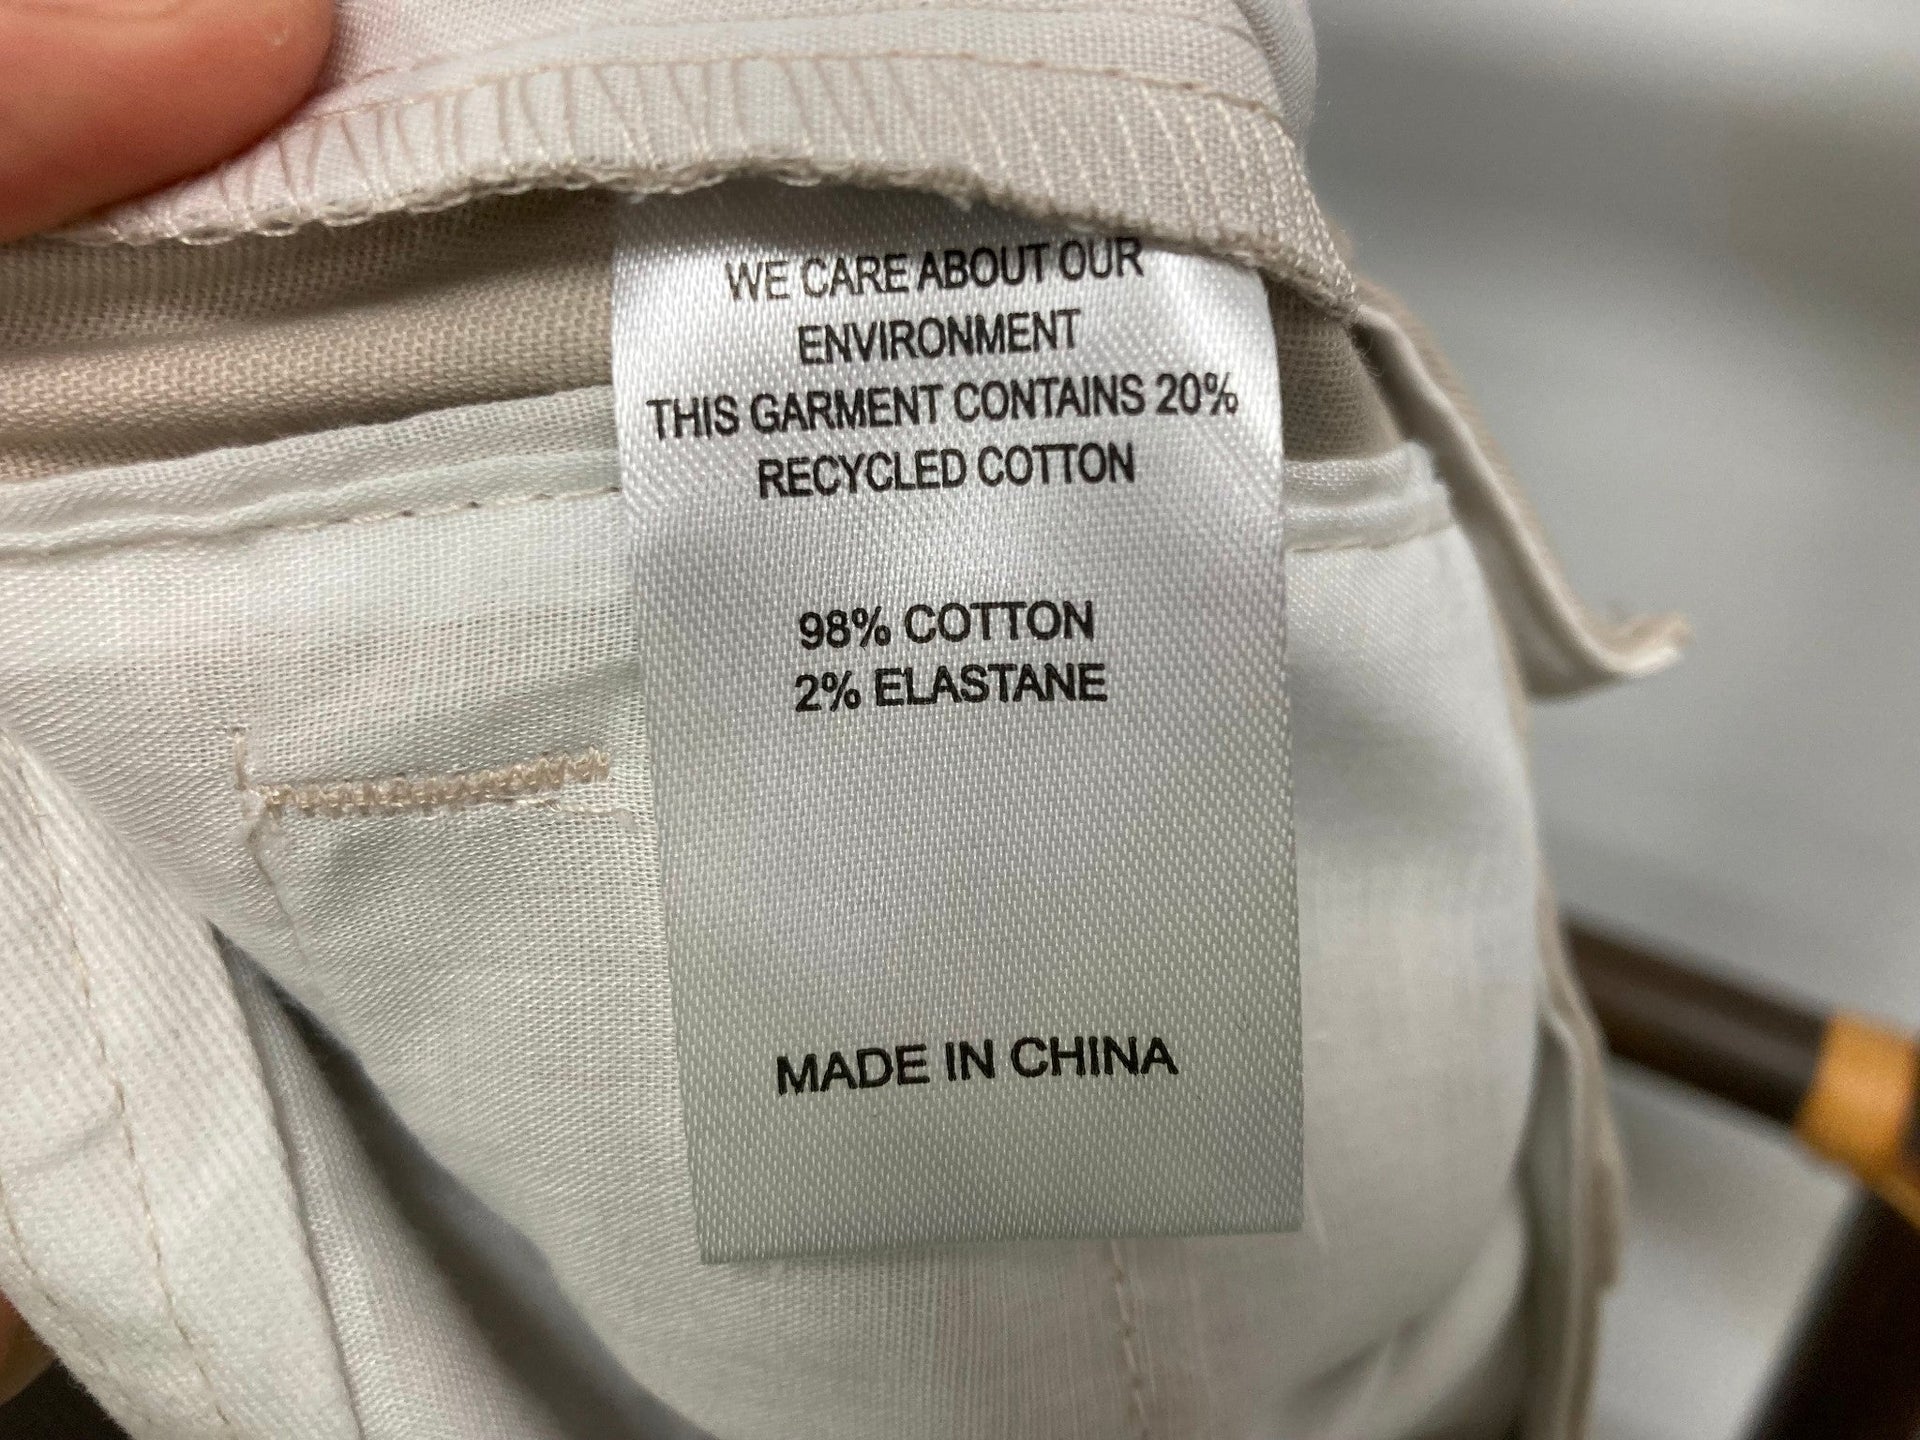 WE CARE ABOUT OUR
ENVIRONMENT
THIS GARMENT CONTAINS 20%
RECYCLED COTTON
98% COTTON
2% ELASTANE
MADE IN CHINA